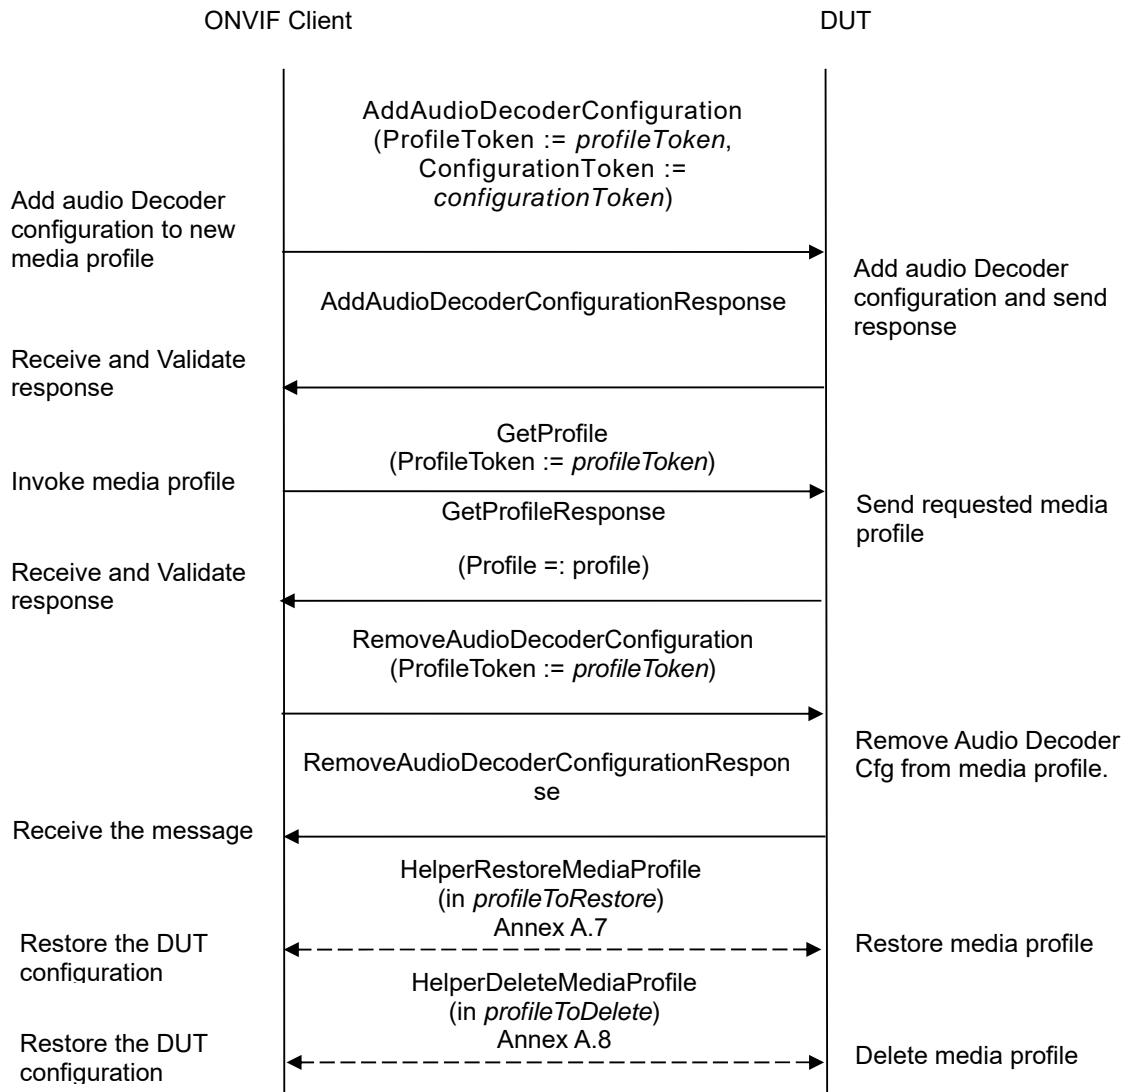 ONVIF Client
DUT
AddAudioDecoderConfiguration
(ProfileToken := profileToken,
ConfigurationToken :=
configurationToken)
Add audio Decoder
configuration to new
media profile
Add audio Decoder
configuration and send
response
AddAudioDecoderConfigurationResponse
Receive and Validate
response
GetProfile
(ProfileToken := profileToken)
Invoke media profile
Send requested media
profile
GetProfileResponse
(Profile =: profile)
Receive and Validate
response
RemoveAudioDecoderConfiguration
(ProfileToken := profileToken)
Remove Audio Decoder
Cfg from media profile.
RemoveAudioDecoderConfigurationRespon
se
Receive the message
HelperRestoreMediaProfile
(in profileToRestore)
Annex A.7
Restore the DUT
configuration
Restore media profile
HelperDeleteMediaProfile
(in profileToDelete)
Annex A.8
Restore the DUT
configuration
Delete media profile